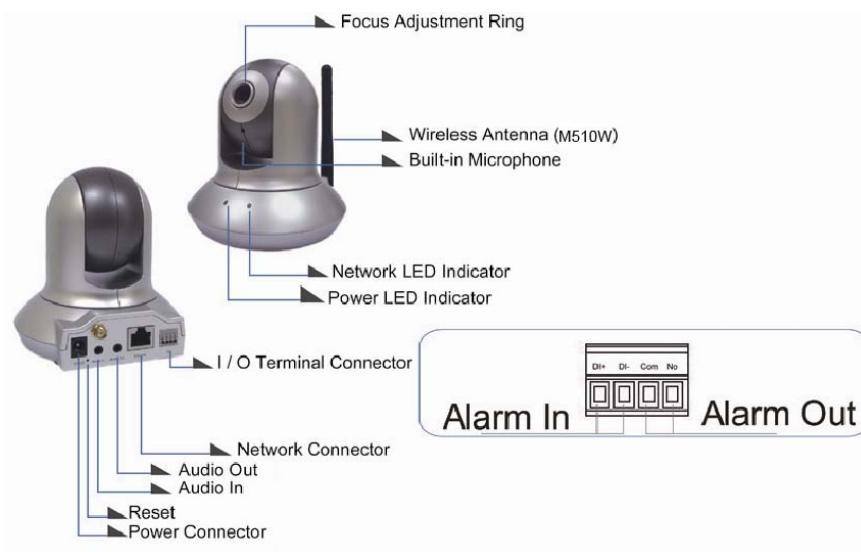 Focus Adjustment Ring
Wireless Antenna (M510W)
Built-in Microphone
Network LED Indicator
Power LED Indicator
I / O Terminal Connector
Network Connector
Audio Out
Audio In
Reset
Power Connector
DI+ DI- Com No
Alarm In
Alarm Out